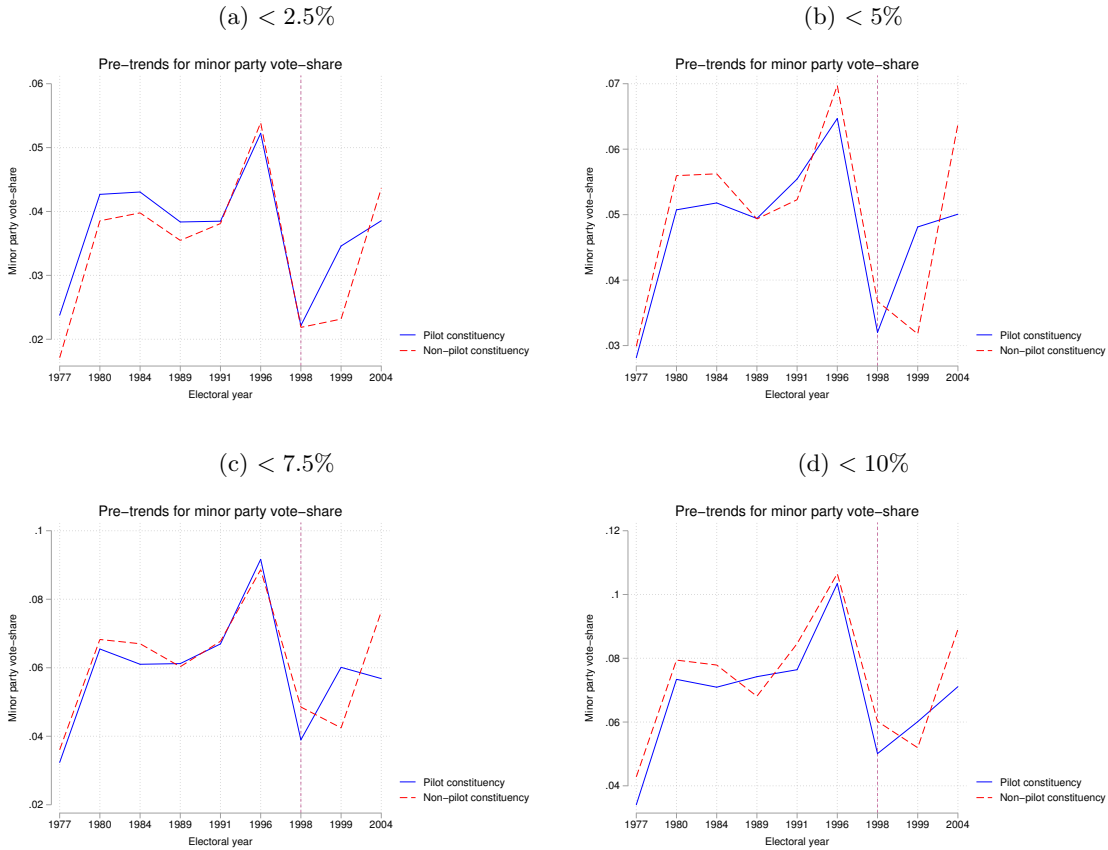 (a) < 2.5%
Pre−trends for minor party vote−share
.06
.05
.04
.03
.02
Minor party vote−share
1977 1980 1984 1989 1991 1996 1998 1999 2004
Electoral year
Pilot constituency
Non−pilot constituency
(b) < 5%
Pre−trends for minor party vote−share
.07
.06
.05
.04
.03
Minor party vote−share
1977 1980 1984 1989 1991 1996 1998 1999 2004
Electoral year
Pilot constituency
Non−pilot constituency
(c) < 7.5%
Pre−trends for minor party vote−share
.1
.08
.06
.04
.02
Minor party vote−share
1977 1980 1984 1989 1991 1996 1998 1999 2004
Electoral year
Pilot constituency
Non−pilot constituency
(d) < 10%
Pre−trends for minor party vote−share
.12
.1
.08
.06
.04
Minor party vote−share
1977 1980 1984 1989 1991 1996 1998 1999 2004
Electoral year
Pilot constituency
Non−pilot constituency